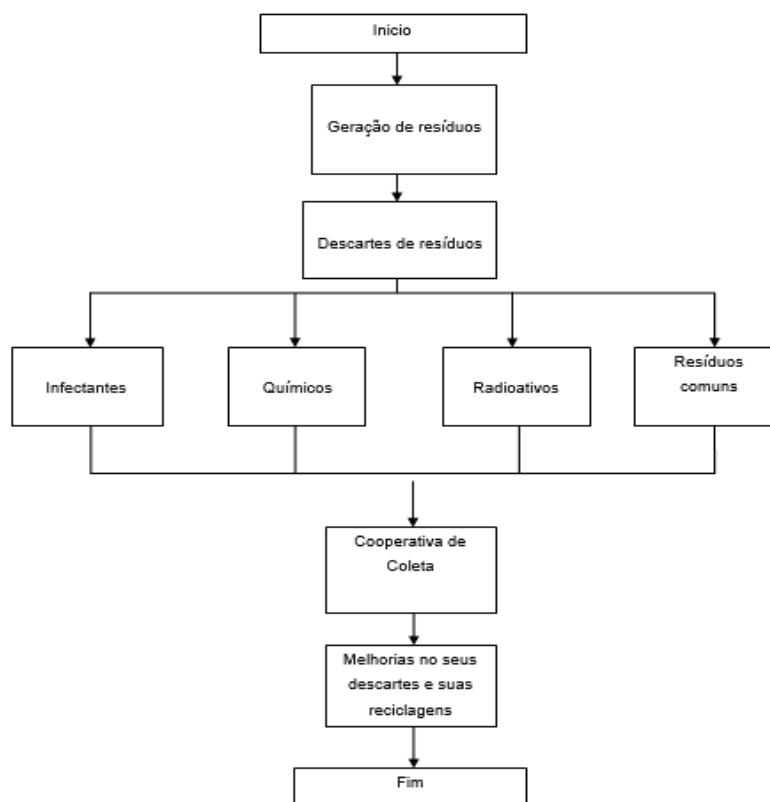 Inicio
Geração de resíduos
Descartes de resíduos
Infectantes
Químicos
Radioativos
Resíduos
comuns
Cooperativa de
Coleta
Melhorias no seus
descartes e suas
reciclagens
Fim